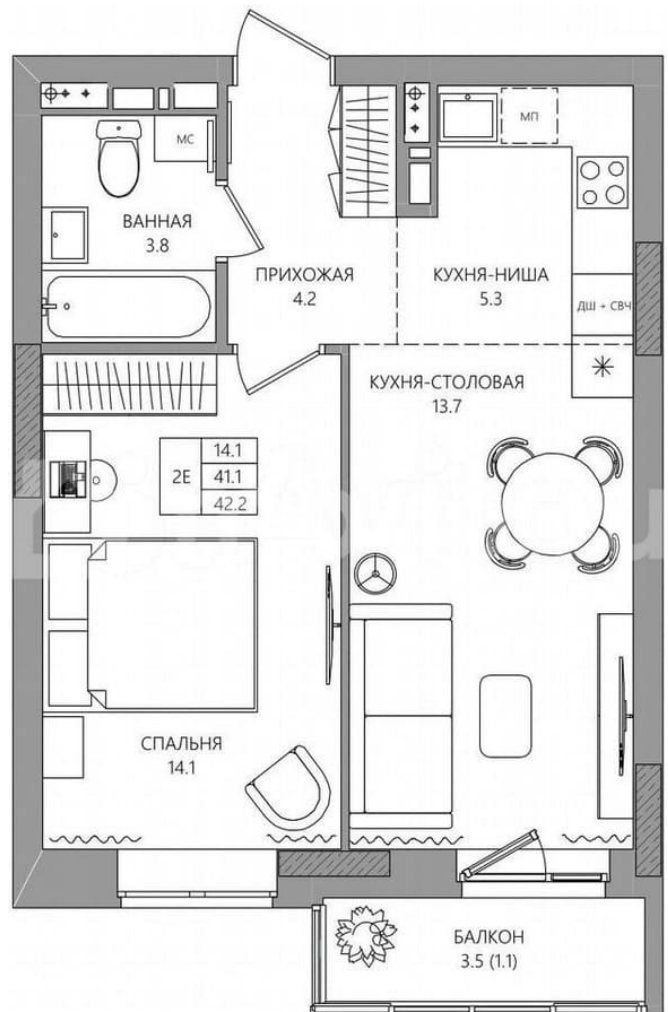 МС
МП
ВАННАЯ
3.8
ПРИХОЖАЯ
4.2
КУХНЯ-НИША
5.3
ДШ + СВЧ
КУХНЯ-СТОЛОВАЯ
13.7
2Е
14.1
41.1
42.2
СПАЛЬНЯ
14.1
БАЛКОН
3.5 (1.1)